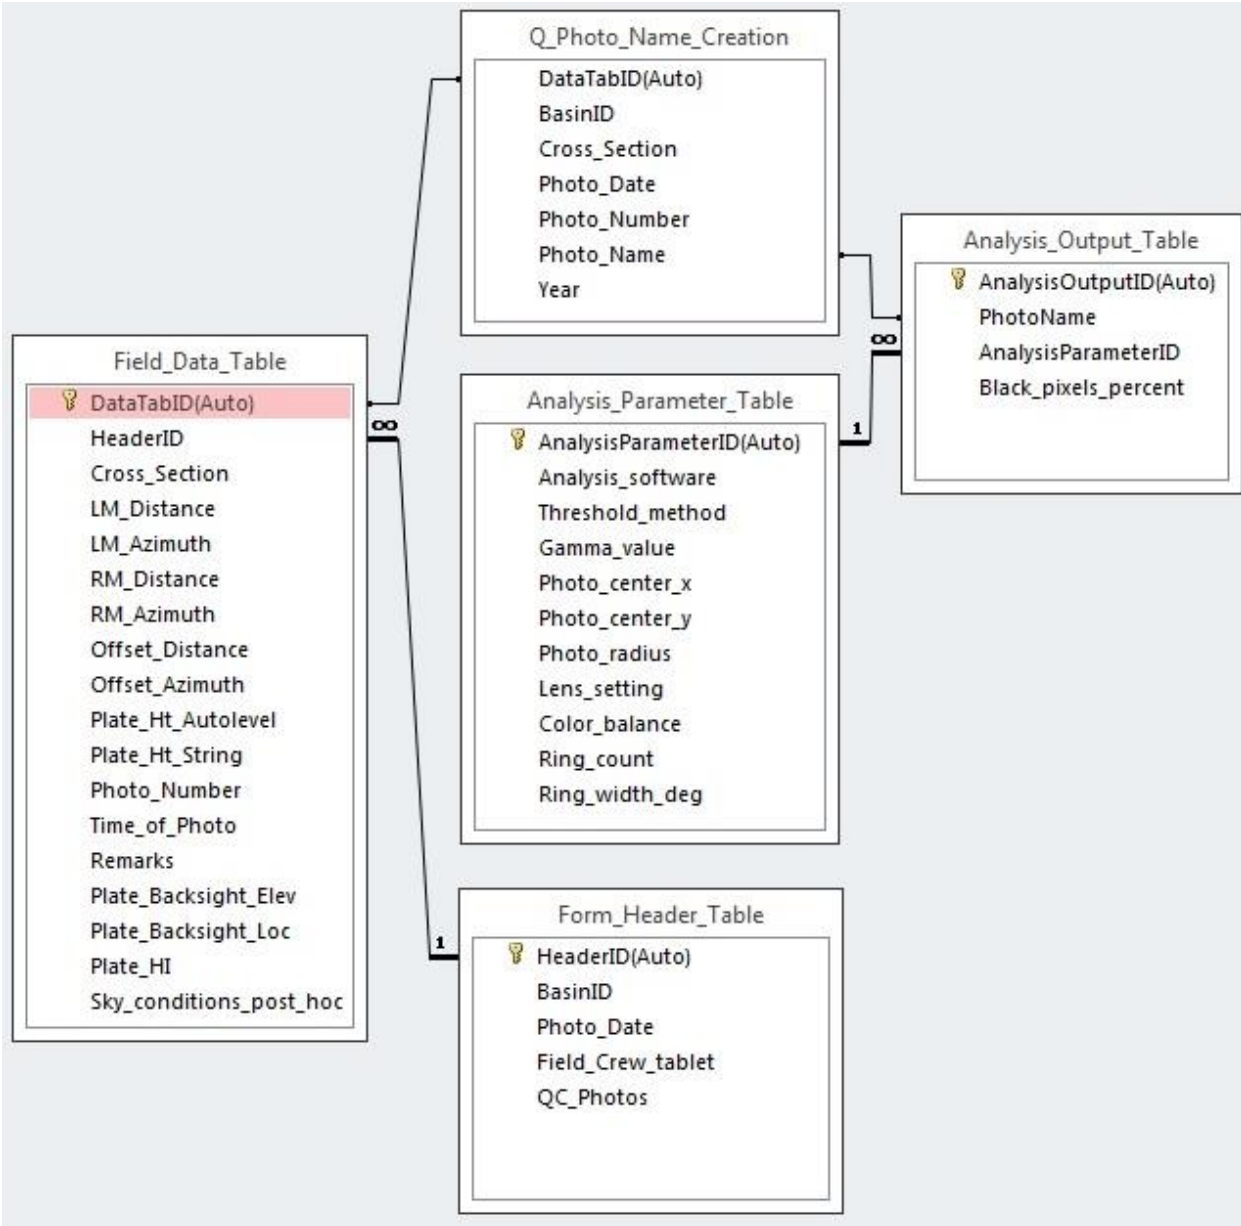 Q_Photo_Name_Creation
DataTabID(Auto)
BasinID
Cross_Section
Photo_Date
Photo_Number
Photo_Name
Year
Analysis_Output_Table
AnalysisOutputID(Auto)
PhotoName
AnalysisParameterID
Black_pixels_percent
∞
1
Field_Data_Table
DataTabID(Auto)
HeaderID
Cross_Section
LM_Distance
LM_Azimuth
RM_Distance
RM_Azimuth
Offset_Distance
Offset_Azimuth
Plate_Ht_Autolevel
Plate_Ht_String
Photo_Number
Time_of_Photo
Remarks
Plate_Backsight_Elev
Plate_Backsight_Loc
Plate_HI
Sky_conditions_post_hoc
∞
1
Analysis_Parameter_Table
AnalysisParameterID(Auto)
Analysis_software
Threshold_method
Gamma_value
Photo_center_x
Photo_center_y
Photo_radius
Lens_setting
Color_balance
Ring_count
Ring_width_deg
Form_Header_Table
HeaderID(Auto)
BasinID
Photo_Date
Field_Crew_tablet
QC_Photos